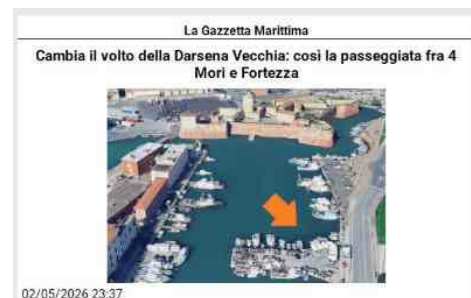 La Gazzetta Marittima
Cambia il volto della Darsena Vecchia: così la passeggiata fra 4
Mori e Fortezza
02/05/2026 23:37